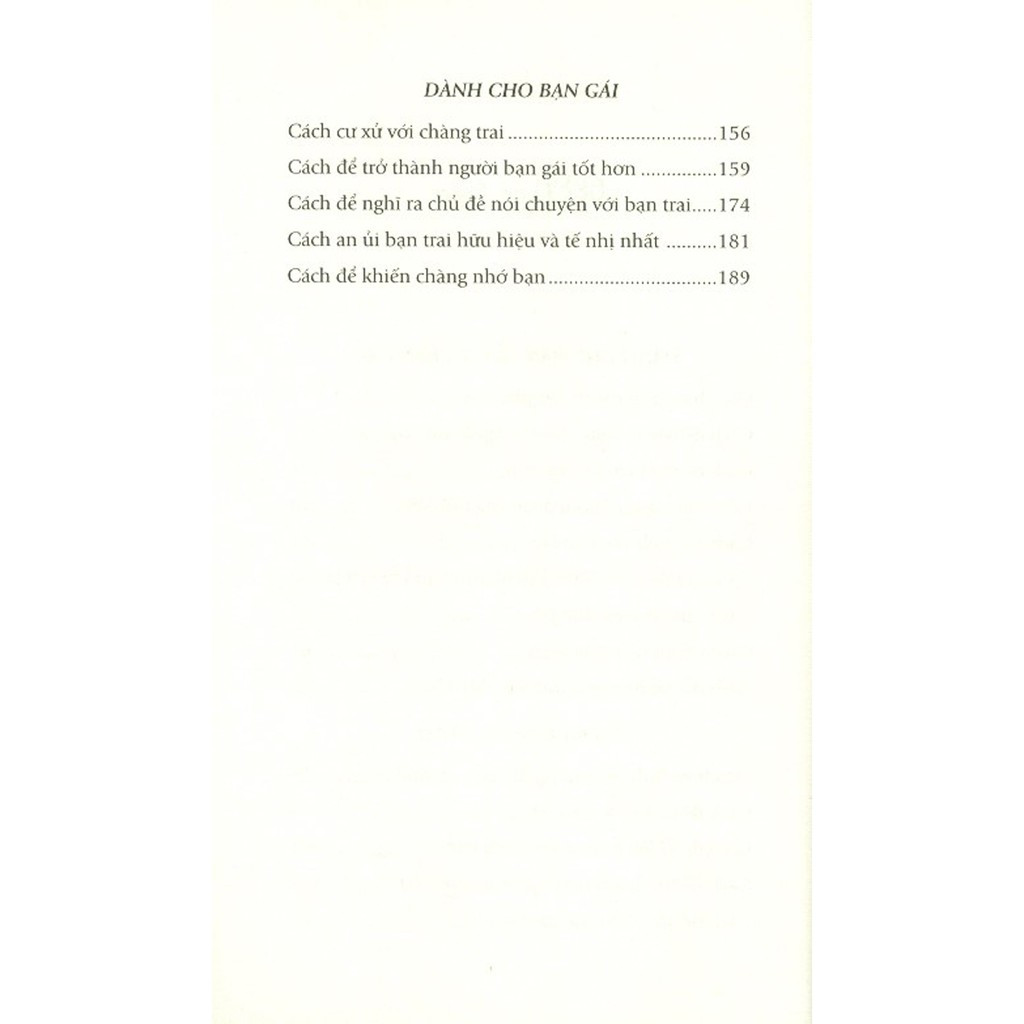 DÀNH CHO BẠN GÁI
Cách cư xử với chàng trai.........................................156
Cách để trở thành người bạn gái tốt hơn ...............159
Cách để nghĩ ra chủ đề nói chuyện với bạn trai.....174
Cách an ủi bạn trai hữu hiệu và tế nhị nhất ..........181
Cách để khiến chàng nhớ bạn.................................189